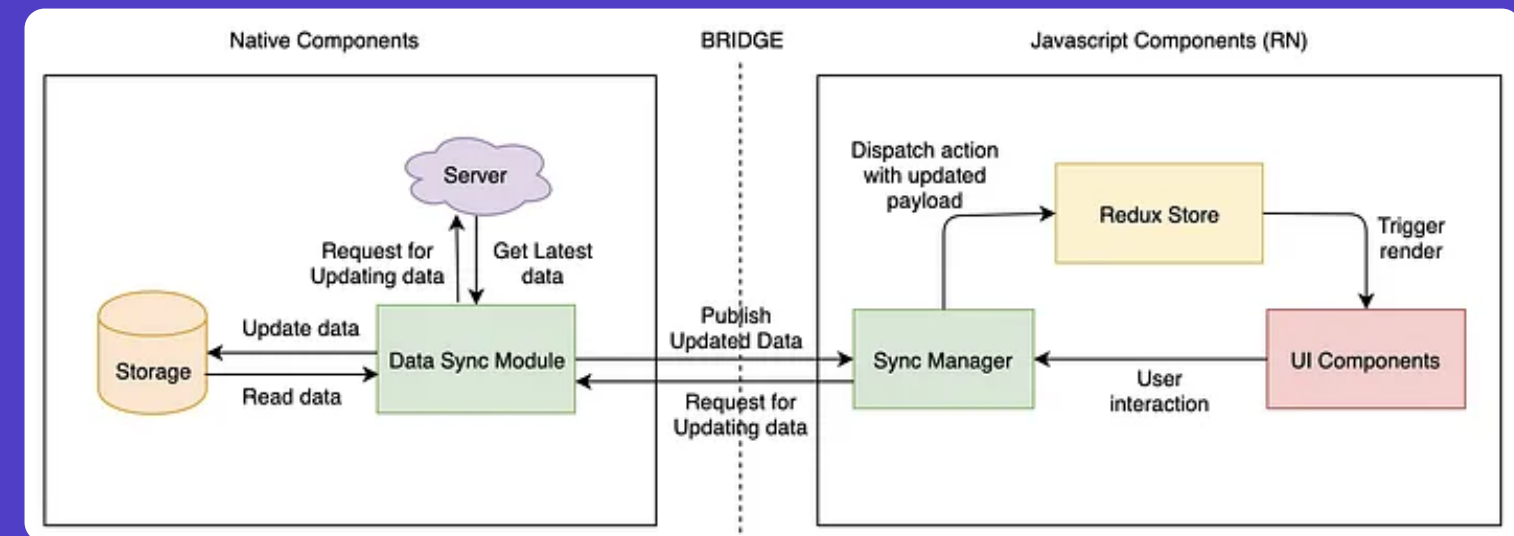 Native Components
BRIDGE
Javascript Components (RN)
Server
Request for
Updating data
Get Latest
data
Storage
Update data
Read data
Data Sync Module
Publish
Updated Data
Request for
Updating data
Dispatch action
with updated
payload
Redux Store
Trigger
render
Sync Manager
User
interaction
UI Components